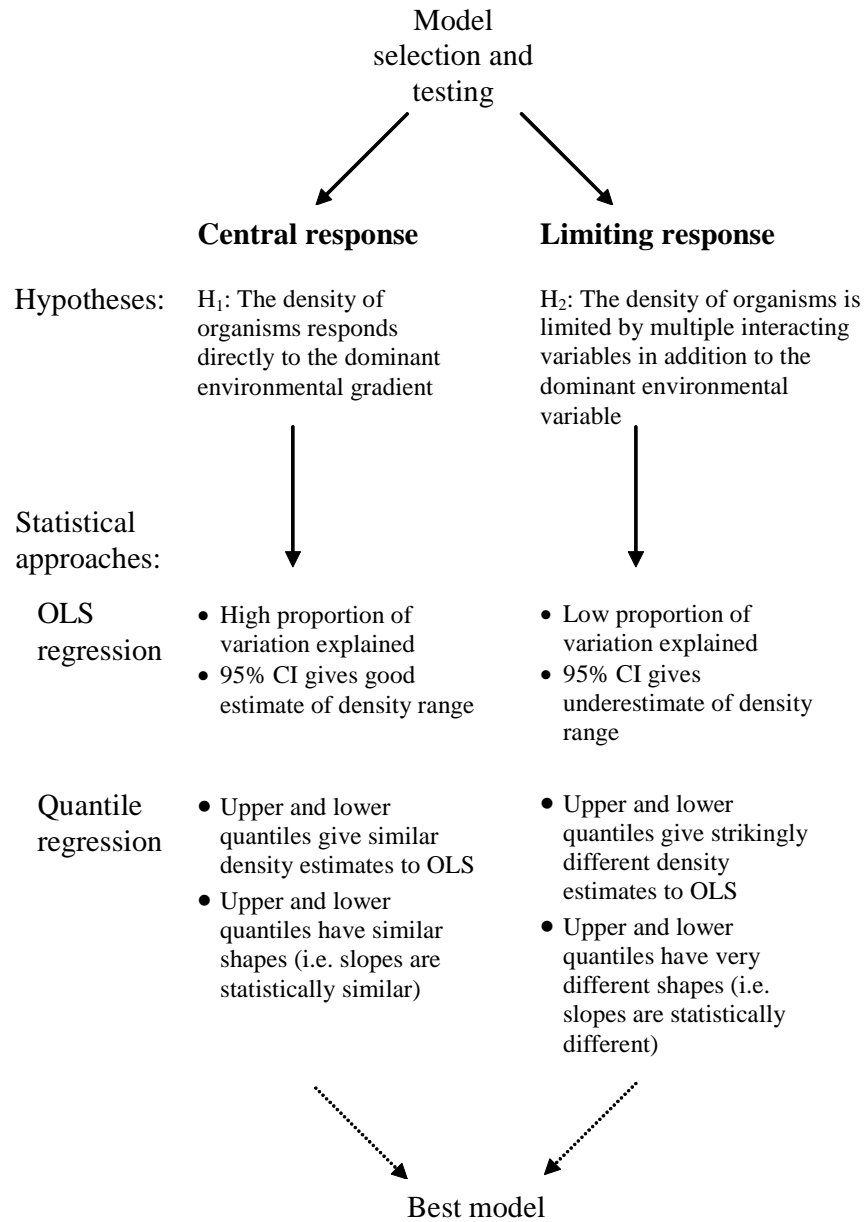 Model
selection and
testing
Central response
Limiting response
Hypotheses:
H₁: The density of
organisms responds
directly to the dominant
environmental gradient
H₂: The density of organisms is
limited by multiple interacting
variables in addition to the
dominant environmental
variable
Statistical
approaches:
OLS
regression
• High proportion of
variation explained
• 95% CI gives good
estimate of density range
• Low proportion of
variation explained
• 95% CI gives
underestimate of density
range
Quantile
regression
• Upper and lower
quantiles give similar
density estimates to OLS
• Upper and lower
quantiles have similar
shapes (i.e. slopes are
statistically similar)
• Upper and lower
quantiles give strikingly
different density
estimates to OLS
• Upper and lower
quantiles have very
different shapes (i.e.
slopes are statistically
different)
Best model